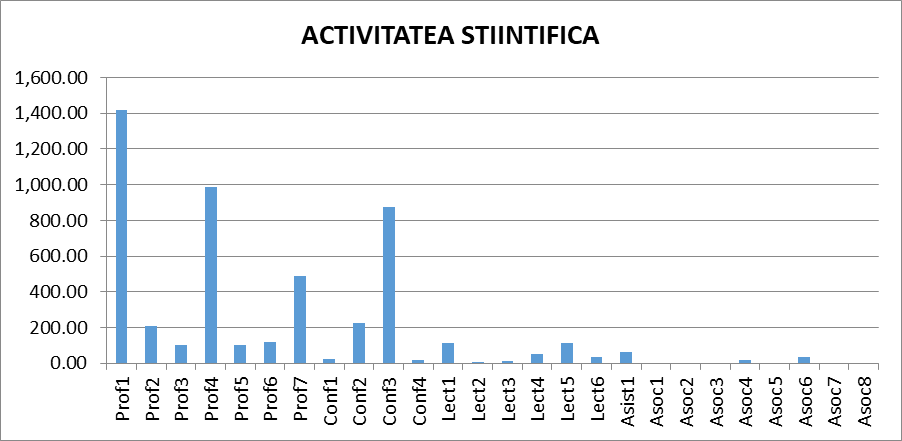 ACTIVITATEA STIINTIFICA
1,600.00
1,400.00
1,200.00
1,000.00
800.00
600.00
400.00
200.00
0.00
Prof1
Prof2
Prof3
Prof4
Prof5
Prof6
Prof7
Conf1
Conf2
Conf3
Conf4
Lect1
Lect2
Lect3
Lect4
Lect5
Lect6
Asist1
Asoc1
Asoc2
Asoc3
Asoc4
Asoc5
Asoc6
Asoc7
Asoc8